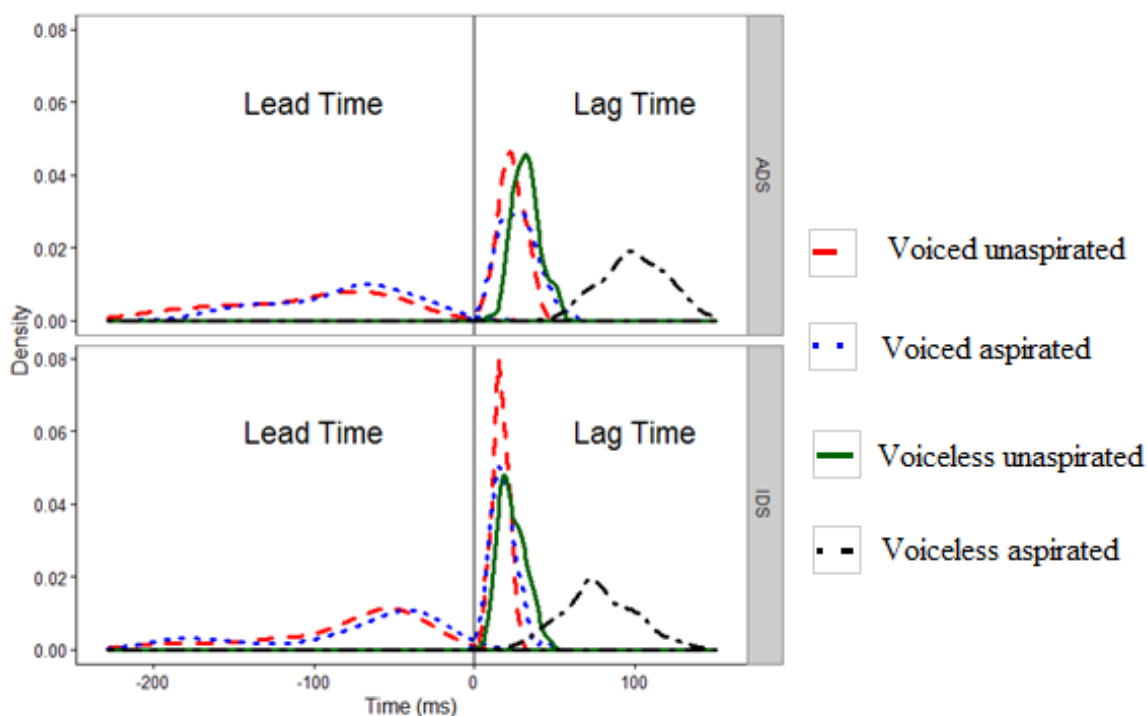 0.08
0.06
0.04
0.02
0.00
Lead Time
Lag Time
ADS
Density
0.08
0.06
0.04
0.02
0.00
Lead Time
Lag Time
IDS
-200
-100
0
100
Time (ms)
Voiced unaspirated
Voiced aspirated
Voiceless unaspirated
Voiceless aspirated